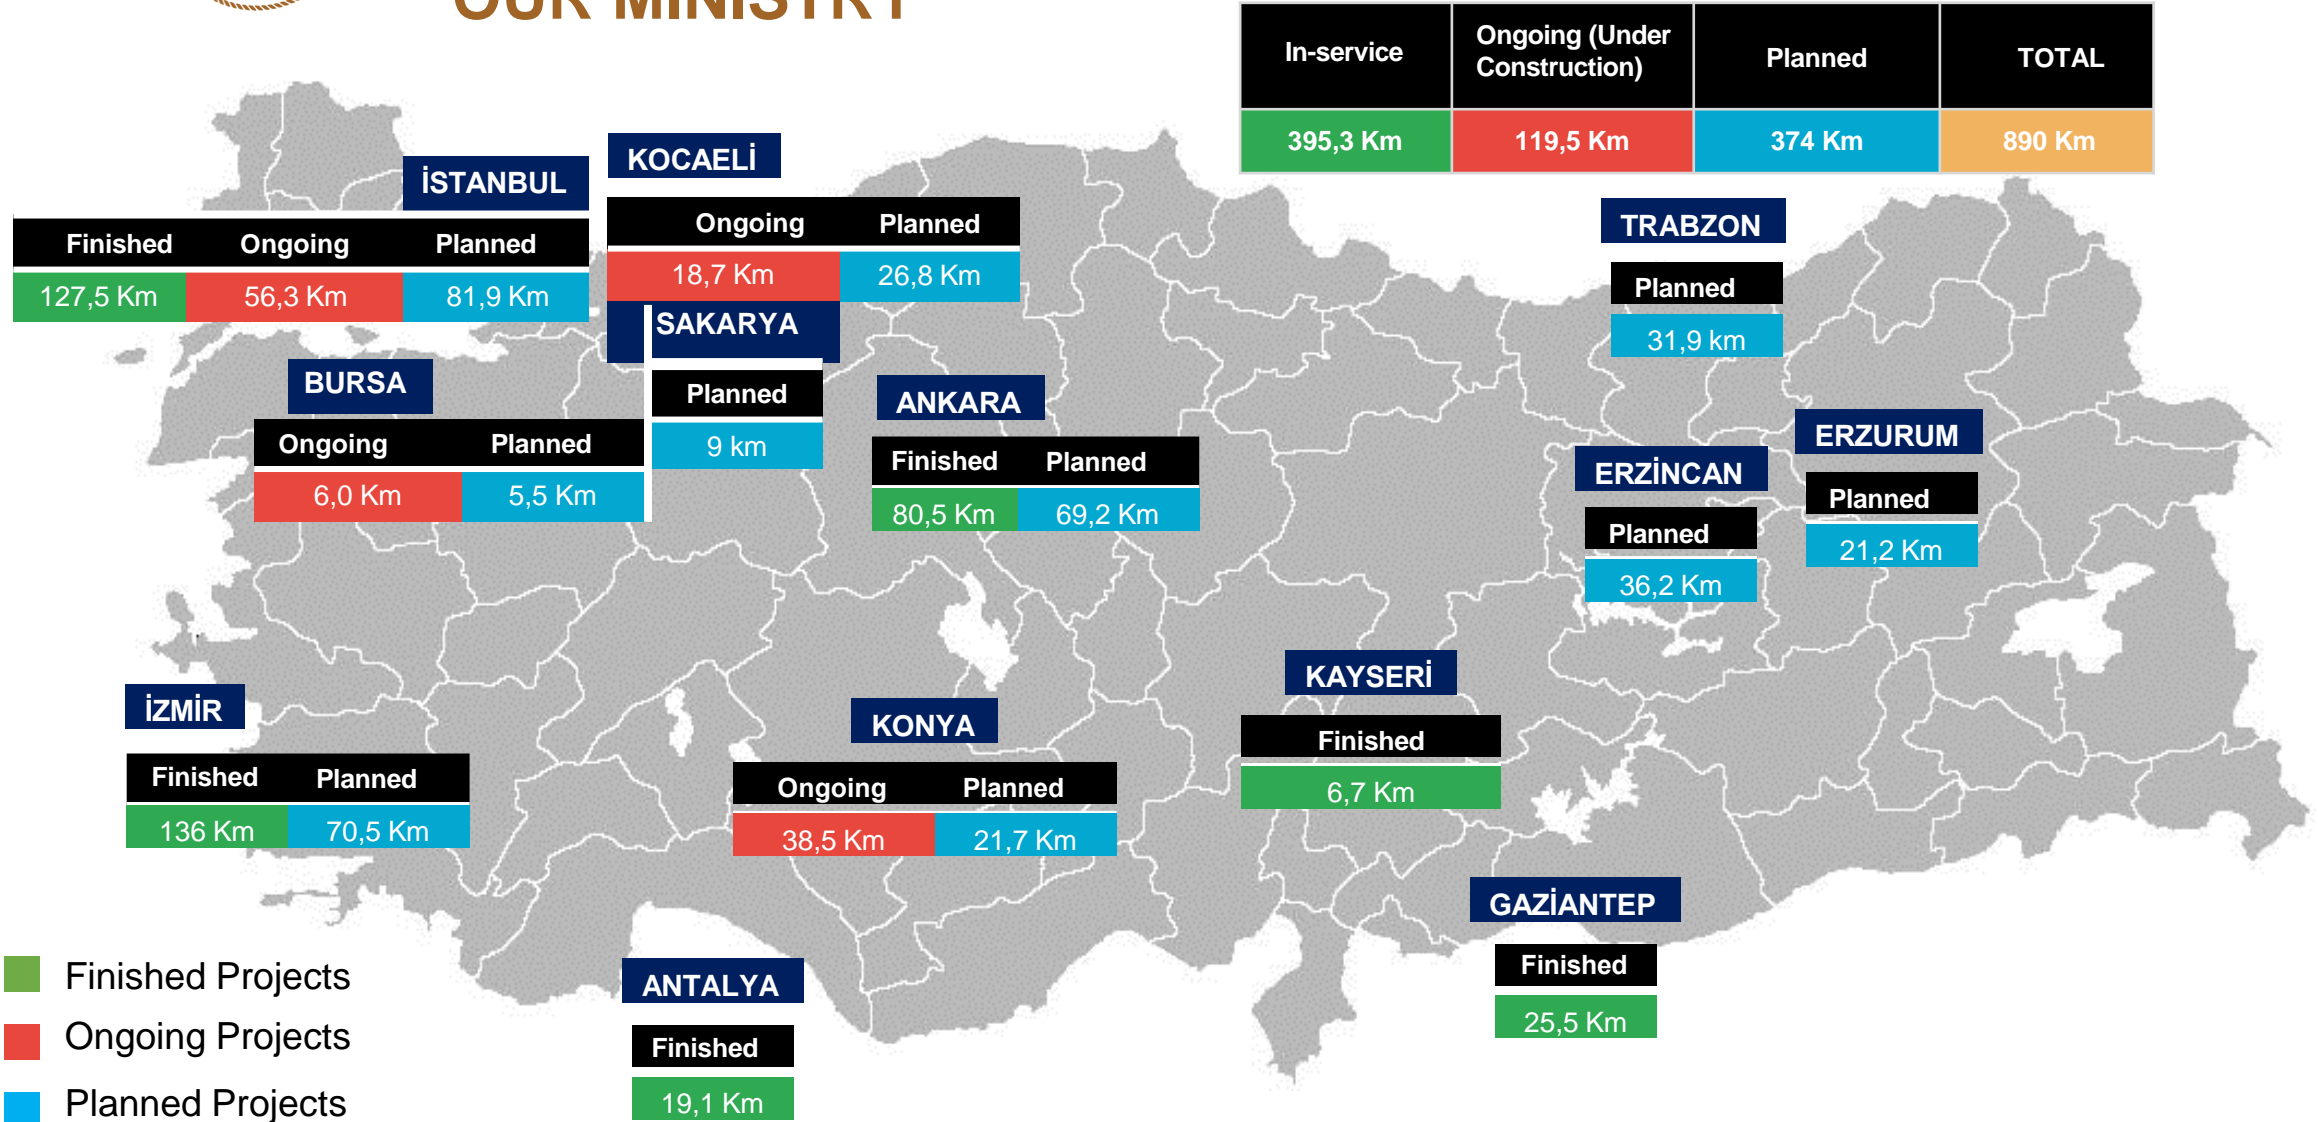 OUR MINISTRY
In-service Ongoing (Under Construction) Planned TOTAL
395,3 Km 119,5 Km 374 Km 890 Km
İSTANBUL
Finished Ongoing Planned
127,5 Km 56,3 Km 81,9 Km
KOCAELİ
Ongoing Planned
18,7 Km 26,8 Km
SAKARYA
Planned
9 km
BURSA
Ongoing Planned
6,0 Km 5,5 Km
ANKARA
Finished Planned
80,5 Km 69,2 Km
TRABZON
Planned
31,9 km
ERZURUM
Planned
21,2 Km
ERZİNCAN
Planned
36,2 Km
İZMİR
Finished Planned
136 Km 70,5 Km
KONYA
Ongoing Planned
38,5 Km 21,7 Km
KAYSERİ
Finished
6,7 Km
GAZİANTEP
Finished
25,5 Km
ANTALYA
Finished
19,1 Km
Finished Projects
Ongoing Projects
Planned Projects